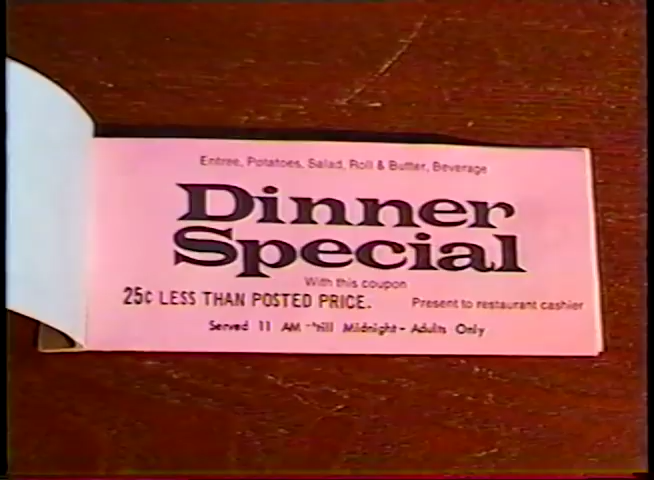 Entree, Potatoes, Salad, Roll & Butter, Beverage
Dinner
Special
With this coupon
25¢ LESS THAN POSTED PRICE.
Present to restaurant cashier
Served 11 AM -'till Midnight - Adults Only